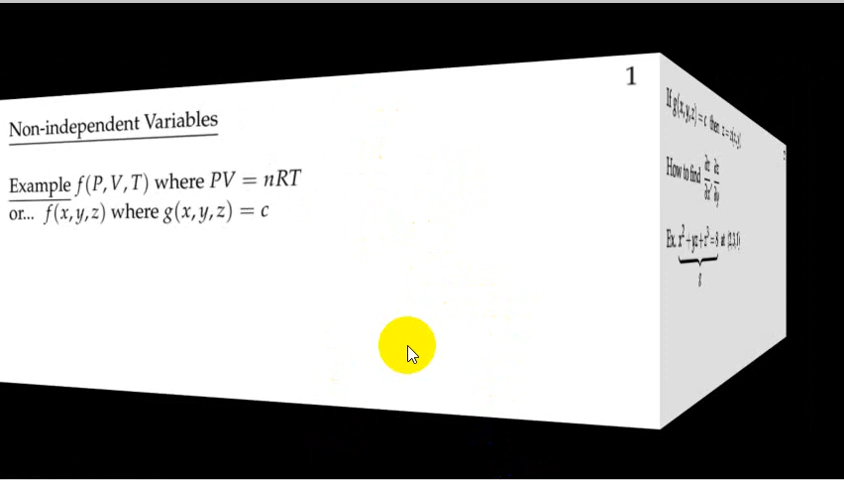 1
Non-independent Variables
Example f(P, V, T) where PV = nRT
or... f(x, y, z) where g(x, y, z) = c
If g(x, y, z) = c, then z = z(x, y)
How to find ∂z/∂x, ∂z/∂y
Ex. x² + yz + z³ = 8 at (2,3,1)
g